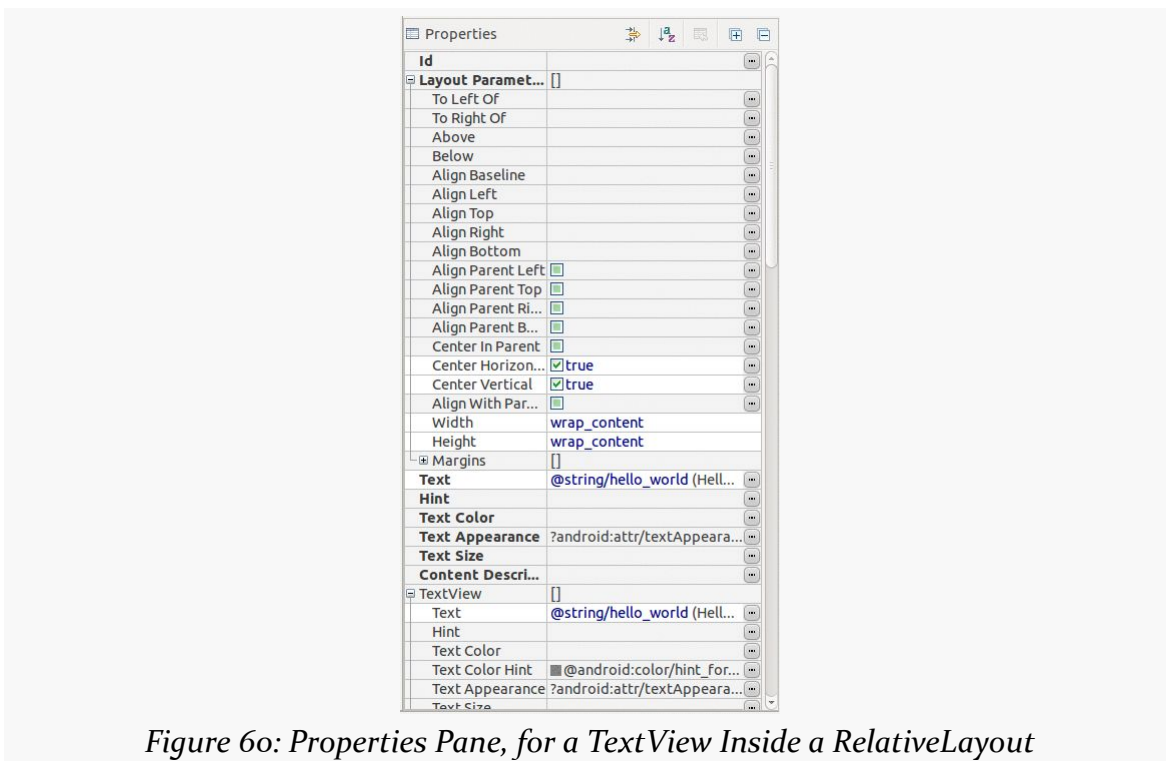 Properties
Id
Layout Paramet... []
To Left Of
To Right Of
Above
Below
Align Baseline
Align Left
Align Top
Align Right
Align Bottom
Align Parent Left
Align Parent Top
Align Parent Ri...
Align Parent B...
Center In Parent
Center Horizon... true
Center Vertical true
Align With Par...
Width wrap_content
Height wrap_content
Margins []
Text @string/hello_world (Hell...
Hint
Text Color
Text Appearance ?android:attr/textAppeara...
Text Size
Content Descri...
TextView []
Text @string/hello_world (Hell...
Hint
Text Color
Text Color Hint @android:color/hint_for...
Text Appearance ?android:attr/textAppeara...
Text Size
Figure 60: Properties Pane, for a TextView Inside a RelativeLayout